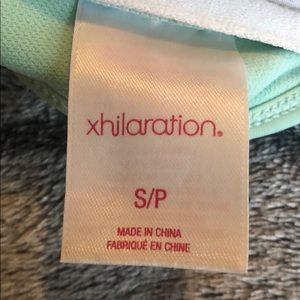 xhilaration®
S/P
MADE IN CHINA
FABRIQUÉ EN CHINE